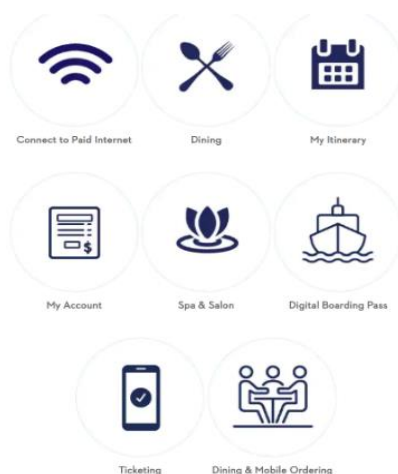 Connect to Paid Internet
Dining
My Itinerary
$
My Account
Spa & Salon
Digital Boarding Pass
Ticketing
Dining & Mobile Ordering